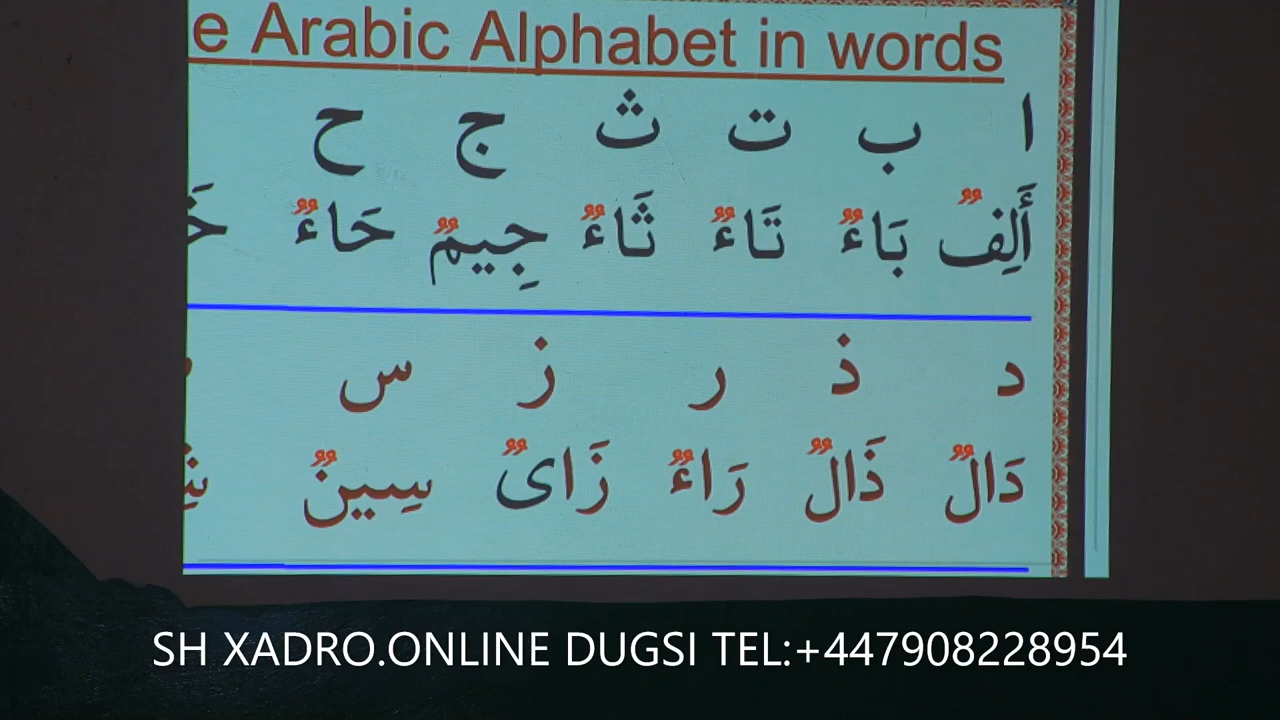 e Arabic Alphabet in words
ا ب ت ث ج ح
أَلِفٌ بَاءٌ تَاءٌ ثَاءٌ جِيمٌ حَاءٌ
د ذ ر ز س
دَالٌ ذَالٌ رَاءٌ زَاىٌ سِينٌ
SH XADRO.ONLINE DUGSI TEL:+447908228954